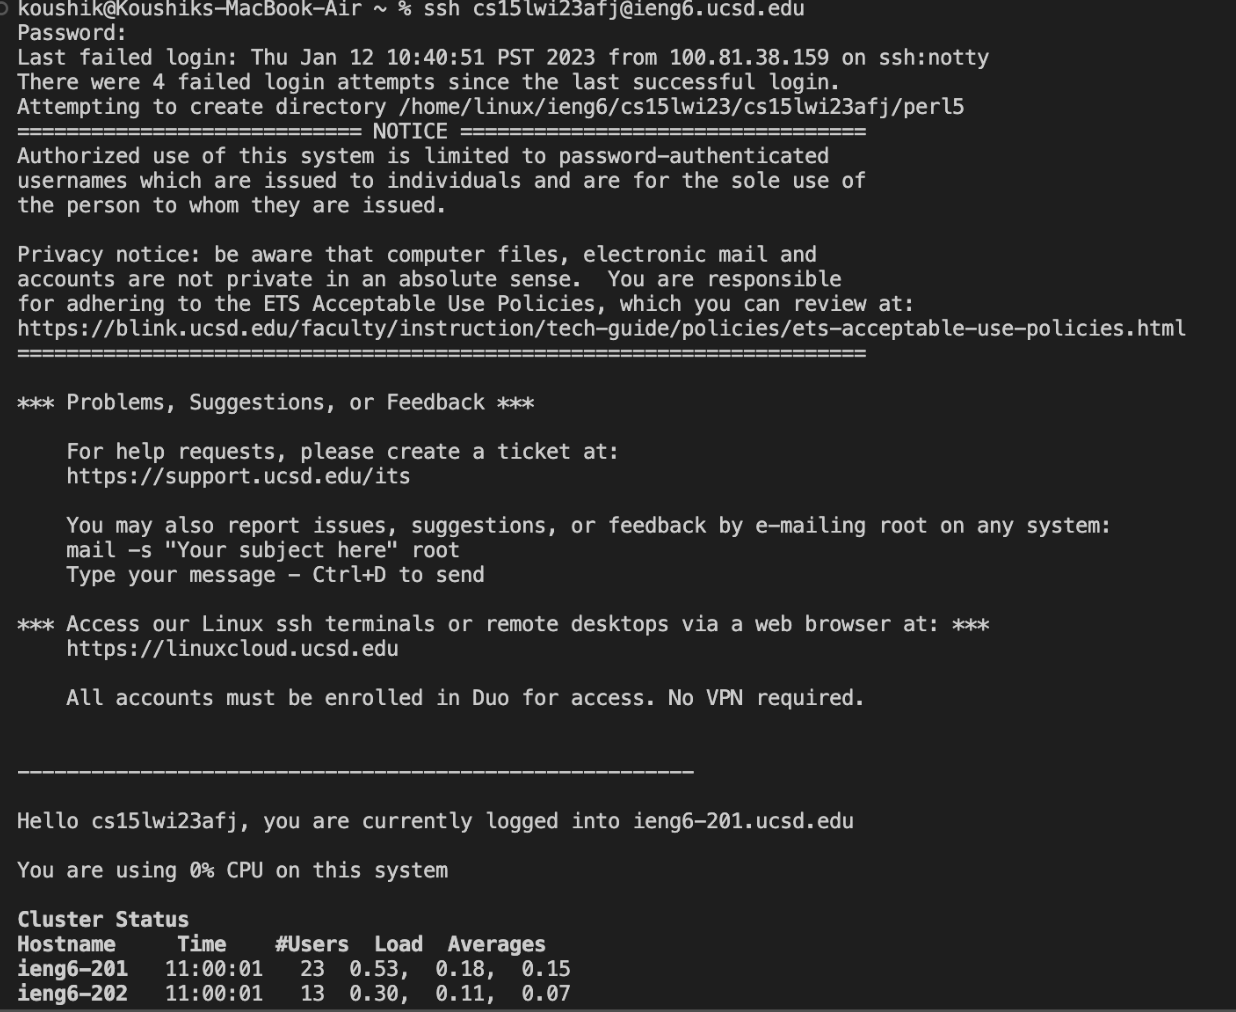 koushik@Koushiks-MacBook-Air ~ % ssh cs15lwi23afj@ieng6.ucsd.edu
Password:
Last failed login: Thu Jan 12 10:40:51 PST 2023 from 100.81.38.159 on ssh:notty
There were 4 failed login attempts since the last successful login.
Attempting to create directory /home/linux/ieng6/cs15lwi23/cs15lwi23afj/perl5
============================ NOTICE =================================
Authorized use of this system is limited to password-authenticated
usernames which are issued to individuals and are for the sole use of
the person to whom they are issued.

Privacy notice: be aware that computer files, electronic mail and
accounts are not private in an absolute sense.  You are responsible
for adhering to the ETS Acceptable Use Policies, which you can review at:
https://blink.ucsd.edu/faculty/instruction/tech-guide/policies/ets-acceptable-use-policies.html
=====================================================================

*** Problems, Suggestions, or Feedback ***

    For help requests, please create a ticket at:
    https://support.ucsd.edu/its

    You may also report issues, suggestions, or feedback by e-mailing root on any system:
    mail -s "Your subject here" root
    Type your message - Ctrl+D to send

*** Access our Linux ssh terminals or remote desktops via a web browser at: ***
    https://linuxcloud.ucsd.edu

    All accounts must be enrolled in Duo for access. No VPN required.

-------------------------------------------------------

Hello cs15lwi23afj, you are currently logged into ieng6-201.ucsd.edu

You are using 0% CPU on this system

Cluster Status
Hostname     Time    #Users  Load  Averages
ieng6-201   11:00:01   23  0.53,  0.18,  0.15
ieng6-202   11:00:01   13  0.30,  0.11,  0.07